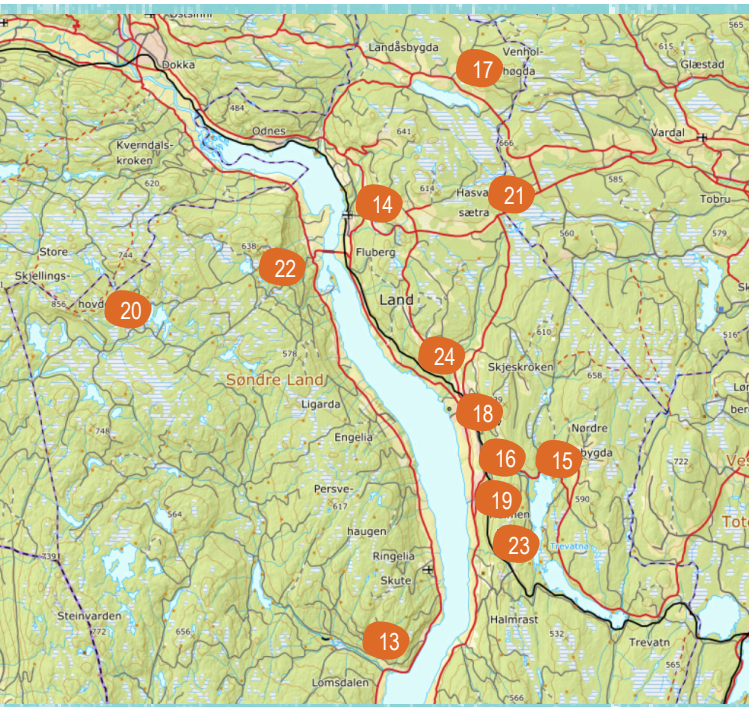 565
Dokka
Landåsbygda
17
Venhol-
høgda
615
Glæstad
484
Odnes
641
666
Vardal
Kverndals-
kroken
620
614
Hasva
sætra
21
585
Tobru
14
Store
744
638
Fluberg
560
579
Skjellings-
856
hovd
20
22
Land
610
516
24
Skjeskroken
578
658
Søndre Land
Ligarda
18
Nørdre
bygda
748
Engelia
16
15
722
Persve-
617
19
590
564
haugen
23
Trevatna
739
Ringelia
Skute
Steinvarden
772
656
13
Halmrast
532
Trevatn
565
Lomsdalen
566